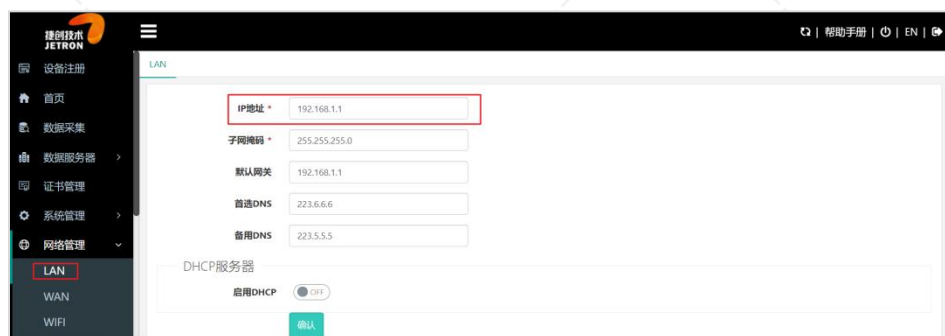 捷创技术
JETRON
帮助手册 | | EN |
设备注册
首页
数据采集
数据服务器
证书管理
系统管理
网络管理
LAN
WAN
WIFI
LAN
IP地址 * 192.168.1.1
子网掩码 * 255.255.255.0
默认网关 192.168.1.1
首选DNS 223.6.6.6
备用DNS 223.5.5.5
DHCP服务器
启用DHCP OFF
确认